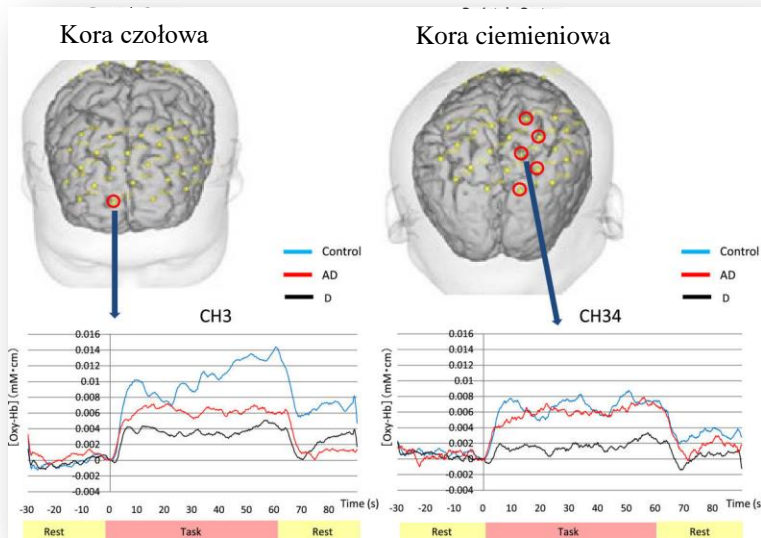 Kora czołowa
Kora ciemieniowa
Control
AD
D
Control
AD
D
CH3
CH34
[Oxy-Hb] (mM•cm)
0.016
0.014
0.012
0.01
0.008
0.006
0.004
0.002
0
-0.002
-0.004
-30 -20 -10 0 10 20 30 40 50 60 70 80
Time (s)
Rest
Task
Rest
[Oxy-Hb] (mM•cm)
0.016
0.014
0.012
0.01
0.008
0.006
0.004
0.002
0
-0.002
-0.004
-30 -20 -10 0 10 20 30 40 50 60 70 80
Time (s)
Rest
Task
Rest